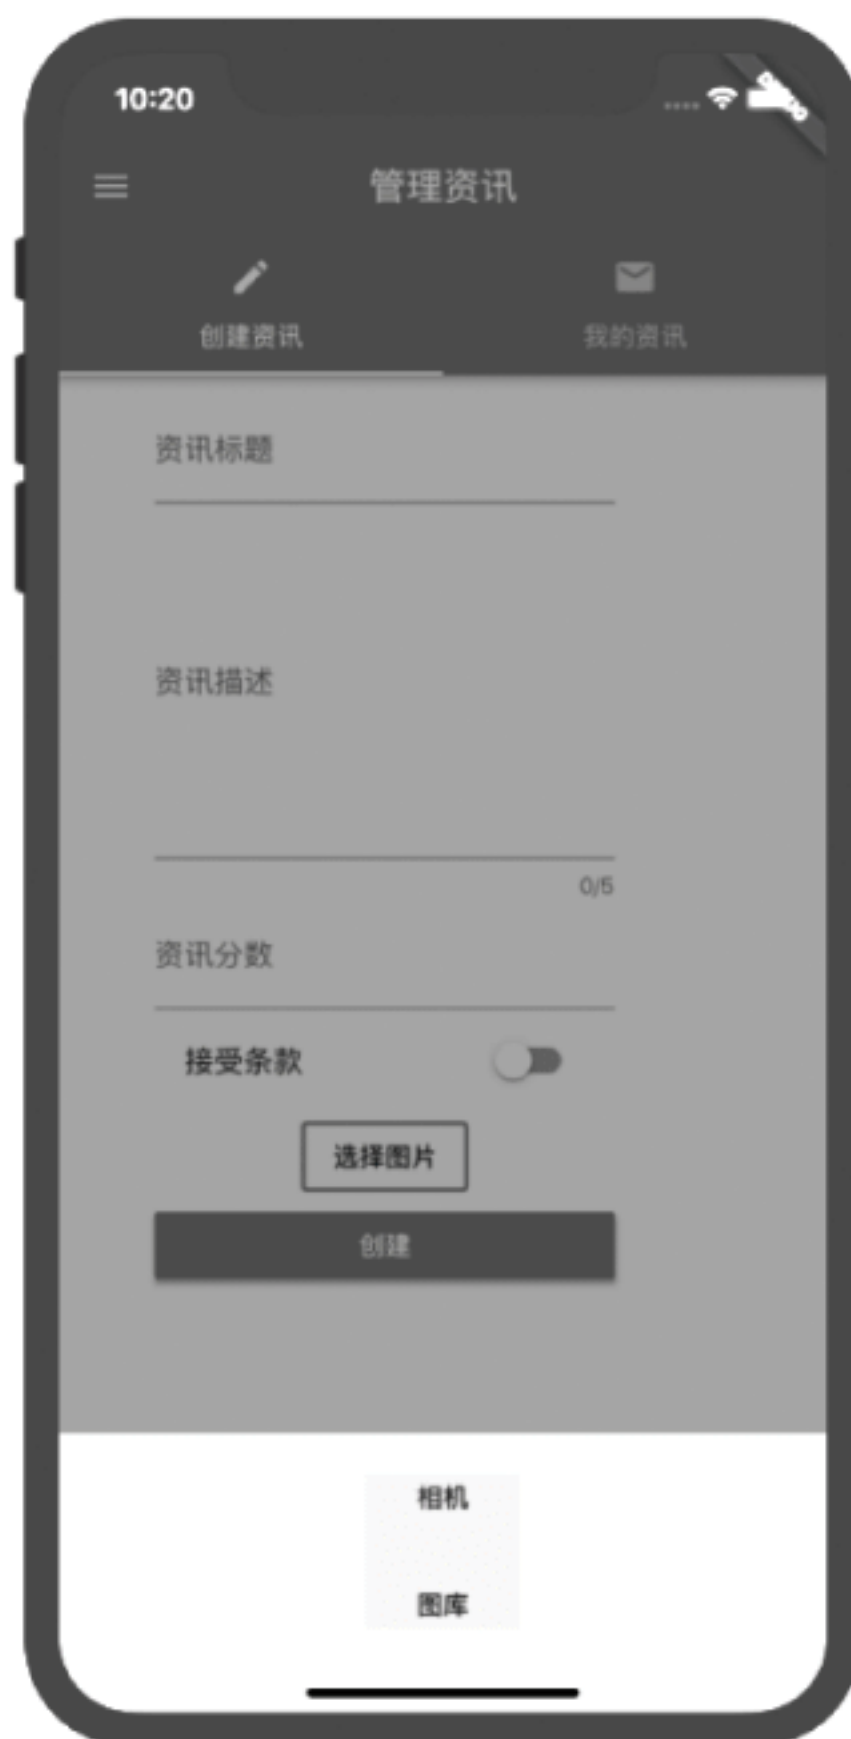 10:20
管理资讯
创建资讯
我的资讯
资讯标题
资讯描述
0/5
资讯分数
接受条款
选择图片
创建
相机
图库